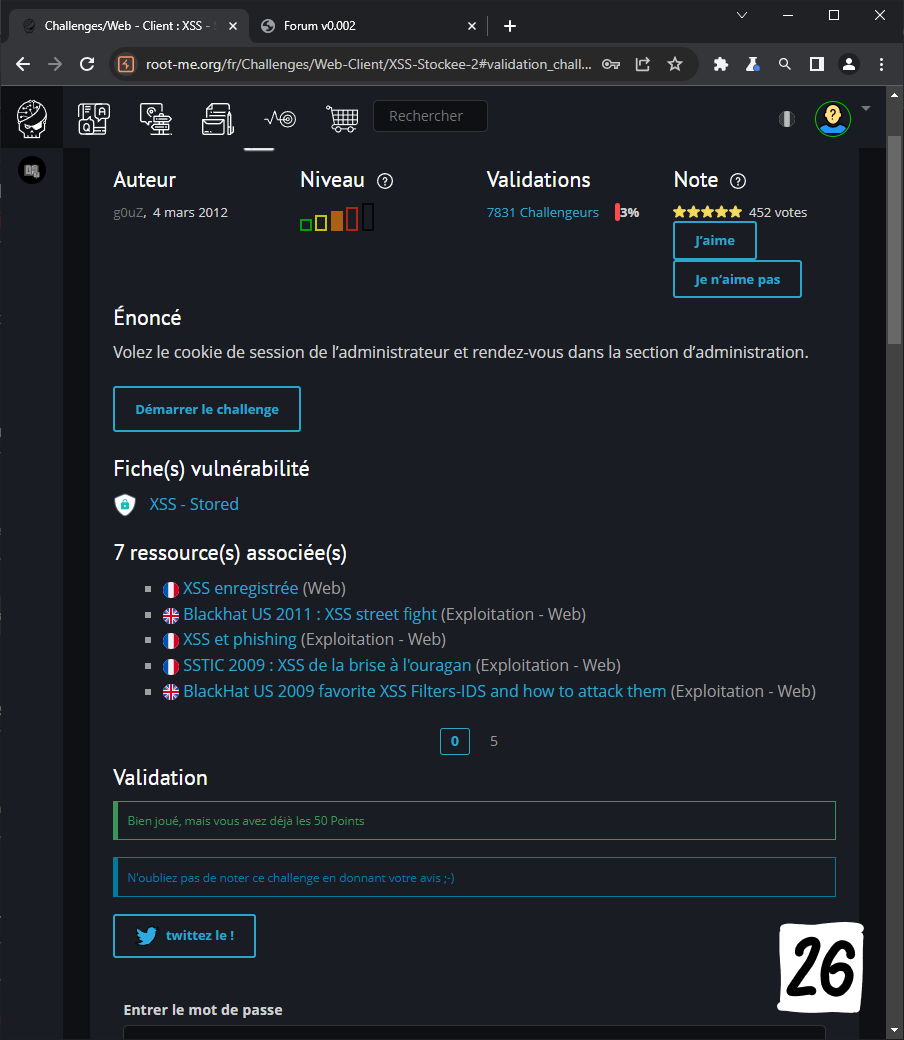 Challenges/Web - Client : XSS -
Forum v0.002
root-me.org/fr/Challenges/Web-Client/XSS-Stockee-2#validation_chall...
Rechercher
Auteur
Niveau ?
Validations
Note ?
g0uZ, 4 mars 2012
7831 Challengeurs 3%
452 votes
J'aime
Je n'aime pas
Énoncé
Volez le cookie de session de l'administrateur et rendez-vous dans la section d'administration.
Démarrer le challenge
Fiche(s) vulnérabilité
XSS - Stored
7 ressource(s) associée(s)
XSS enregistrée (Web)
Blackhat US 2011 : XSS street fight (Exploitation - Web)
XSS et phishing (Exploitation - Web)
SSTIC 2009 : XSS de la brise à l'ouragan (Exploitation - Web)
BlackHat US 2009 favorite XSS Filters-IDS and how to attack them (Exploitation - Web)
0 5
Validation
Bien joué, mais vous avez déjà les 50 Points
N'oubliez pas de noter ce challenge en donnant votre avis ;-)
twittez le !
26
Entrer le mot de passe